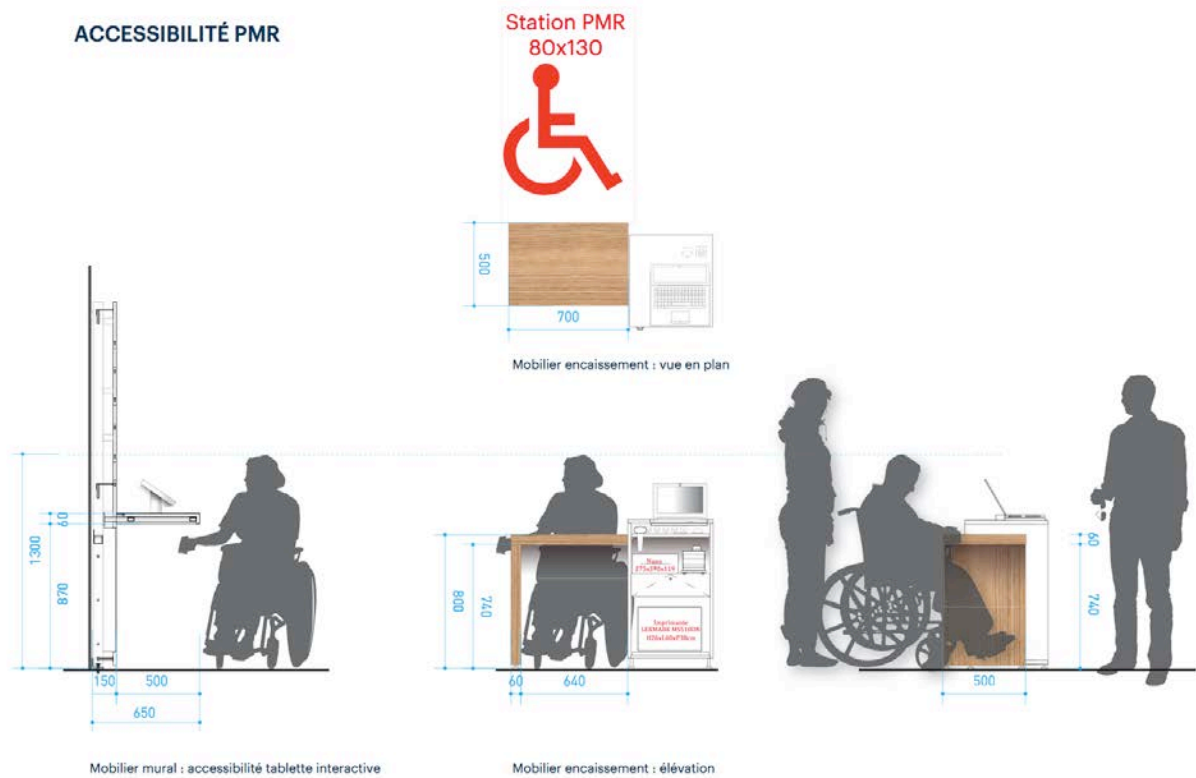 ACCESSIBILITÉ PMR
Station PMR
80x130
500
700
Mobilier encaissement : vue en plan
1300
60
870
150
500
650
800
740
60
640
Imprimante
60
740
500
Mobilier mural : accessibilité tablette interactive
Mobilier encaissement : élévation